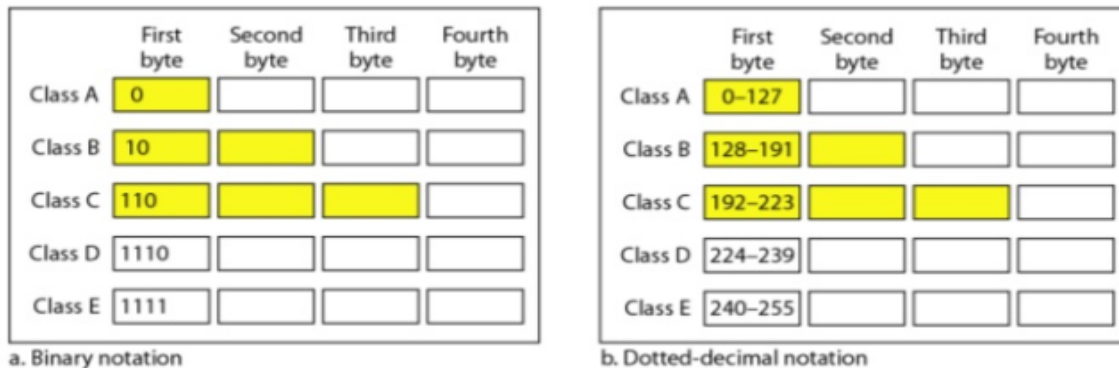 First byte Second byte Third byte Fourth byte
Class A 0
Class B 10
Class C 110
Class D 1110
Class E 1111
a. Binary notation
First byte Second byte Third byte Fourth byte
Class A 0–127
Class B 128–191
Class C 192–223
Class D 224–239
Class E 240–255
b. Dotted-decimal notation